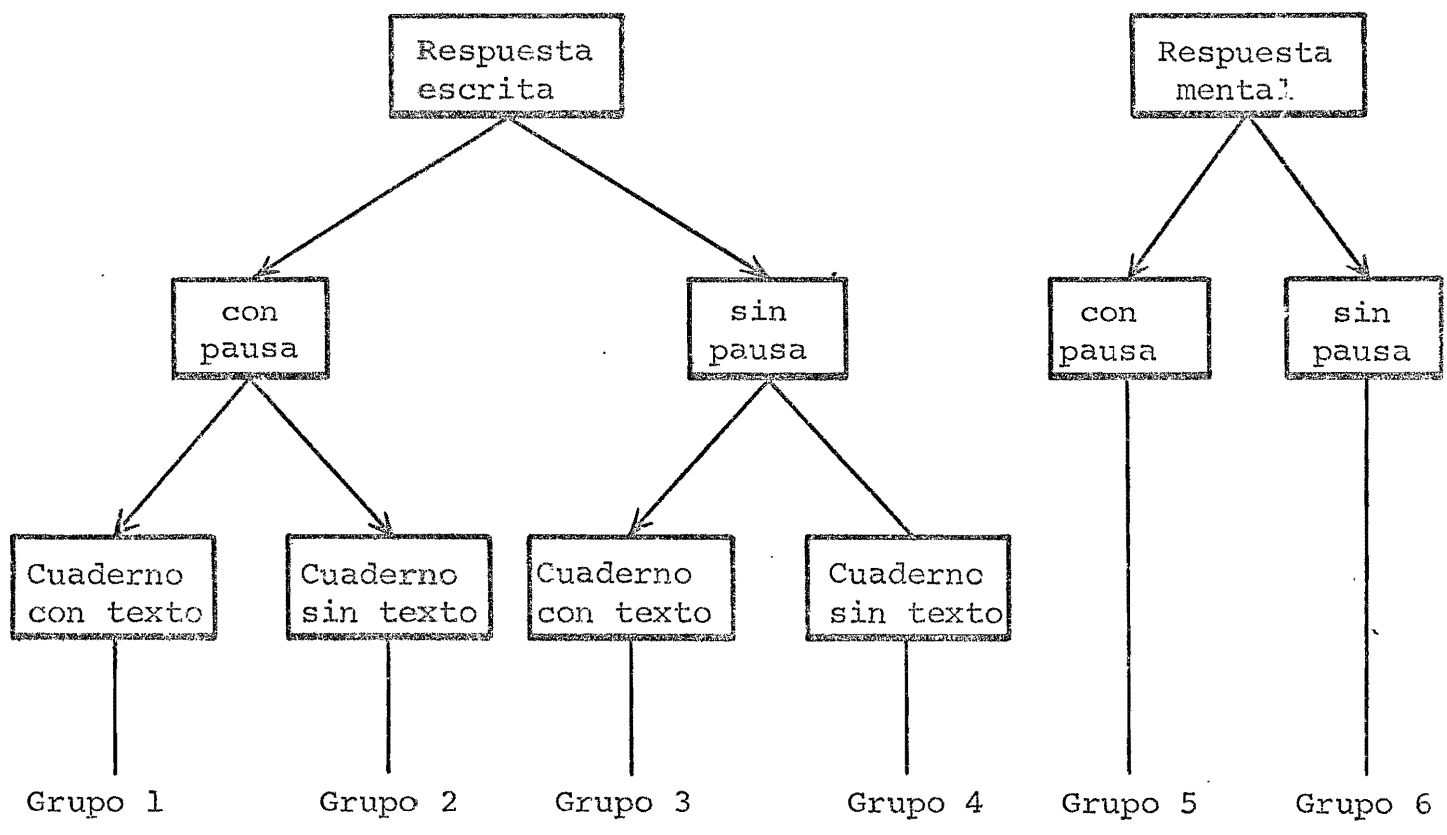 Respuesta
escrita
Respuesta
mental
con
pausa
sin
pausa
con
pausa
sin
pausa
Cuaderno
con texto
Cuaderno
sin texto
Cuaderno
con texto
Cuaderno
sin texto
Grupo 1
Grupo 2
Grupo 3
Grupo 4
Grupo 5
Grupo 6